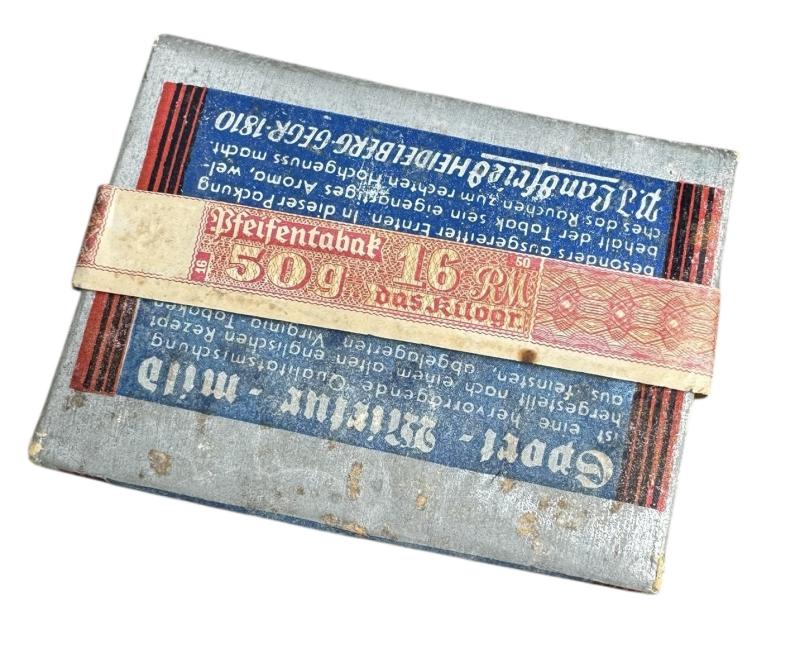 Sport - Mixtur - mild
ist eine hervorragende Qualitätsmischung
hergestellt nach einem alten englischen Rezept
aus feinsten, abgelagerten Virginia Tabaken
besonders ausgereifter Ernten. In dieser Packung
behält der Tabak sein eigenartiges Aroma, wel-
ches das Rauchen zum rechten Hochgenuss macht.
P.J. Landfried HEIDELBERG·GEGR·1810
Pfeifentabak
16 50g 16 RM 50
das Kilogr.